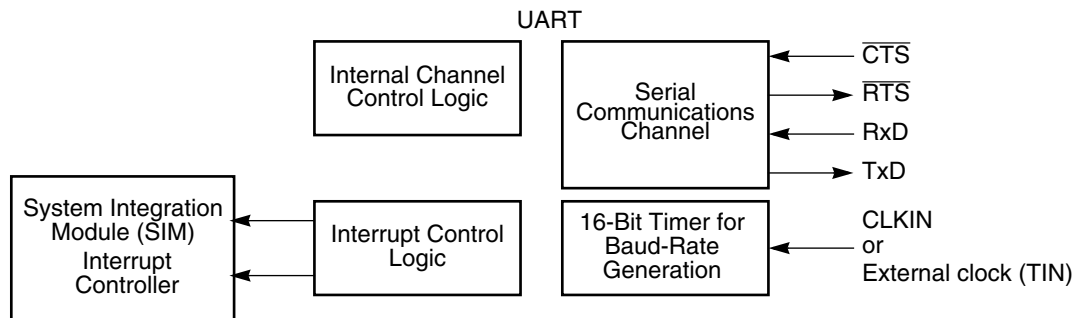 UART
Internal Channel
Control Logic
Serial
Communications
Channel
CTS
RTS
RxD
TxD
System Integration
Module (SIM)
Interrupt
Controller
Interrupt Control
Logic
16-Bit Timer for
Baud-Rate
Generation
CLKIN
or
External clock (TIN)